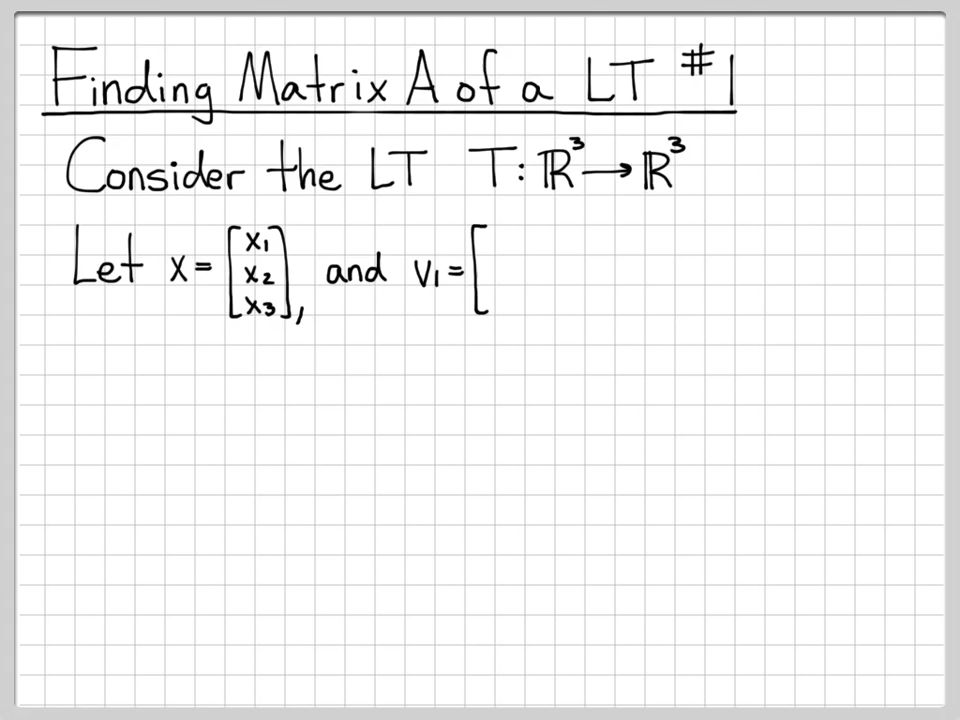 Finding Matrix A of a LT #1
Consider the LT T: ℝ³ → ℝ³
Let x = [x1 x2 x3], and v1 = [